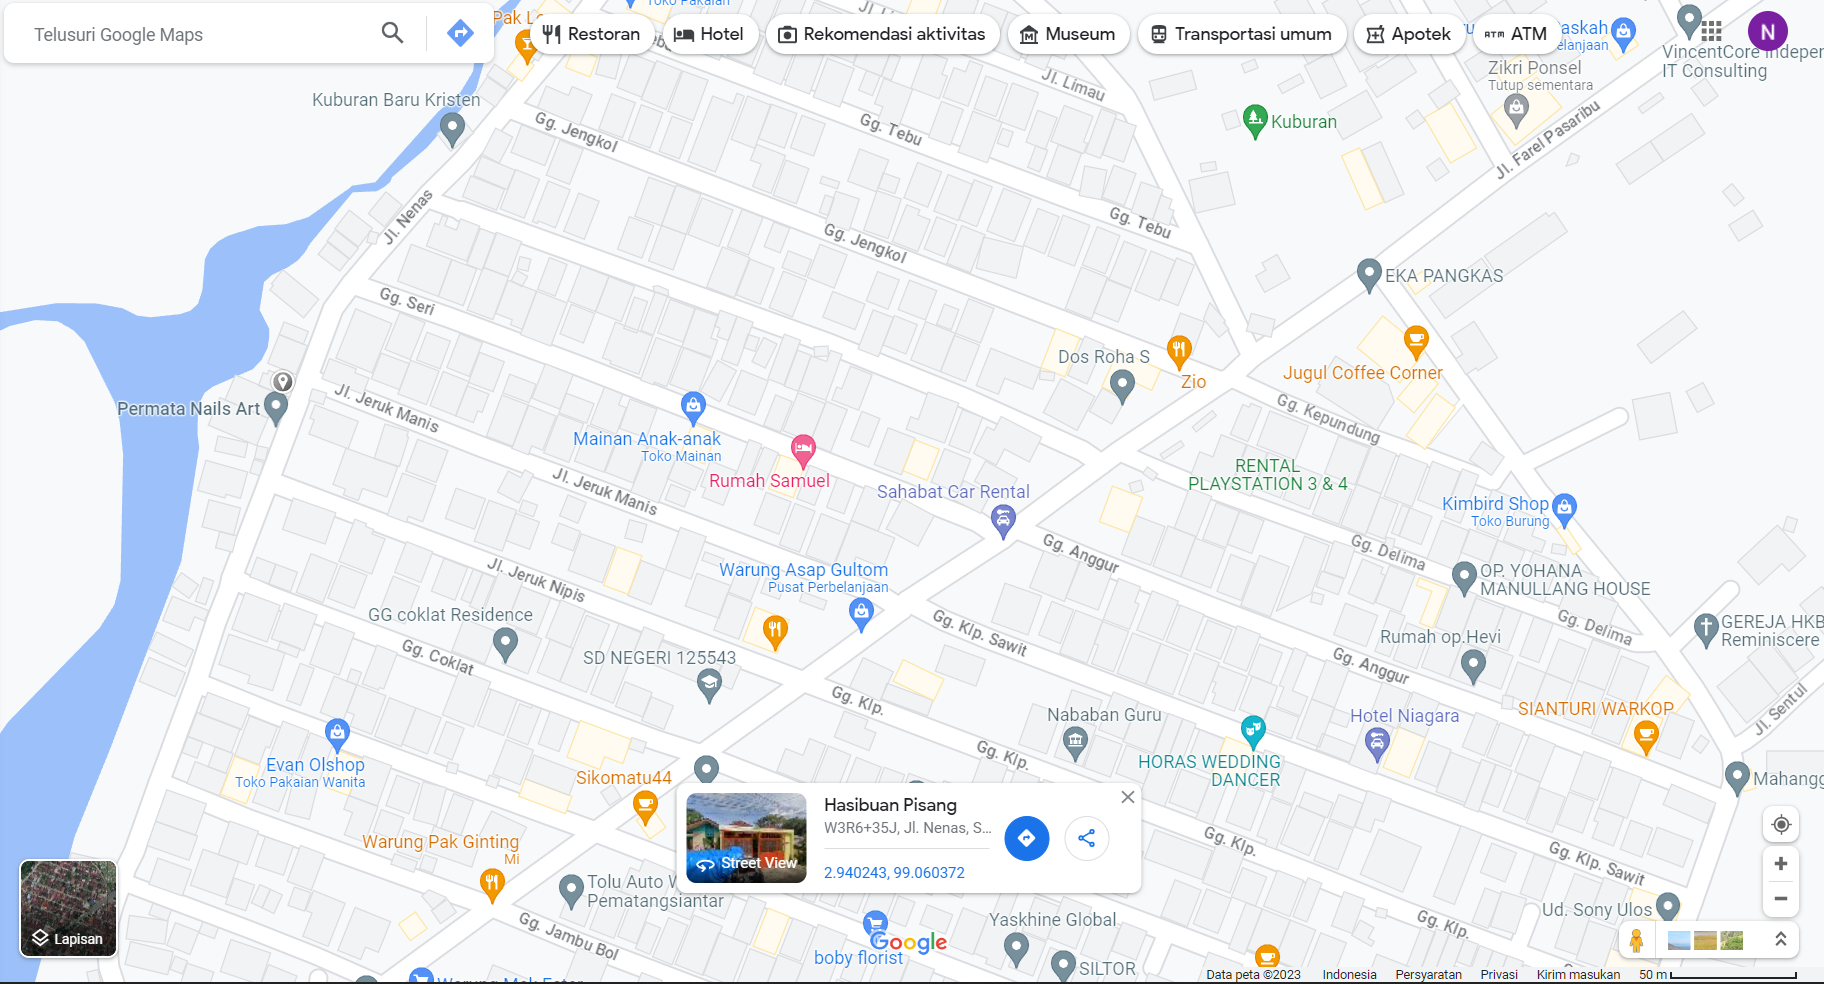 Telusuri Google Maps
Restoran
Hotel
Rekomendasi aktivitas
Museum
Transportasi umum
Apotek
ATM
N
Toko Pakaian
Zikri Ponsel
Tutup sementara
IT Consulting
Kuburan Baru Kristen
Jl. Limau
Gg. Tebu
Gg. Jengkol
Kuburan
Jl. Farel Pasaribu
Jl. Nenas
Gg. Tebu
Gg. Jengkol
EKA PANGKAS
Gg. Seri
Dos Roha S
Zio
Jugul Coffee Corner
Permata Nails Art
Jl. Jeruk Manis
Gg. Kepundung
Mainan Anak-anak
Toko Mainan
Rumah Samuel
RENTAL
PLAYSTATION 3 & 4
Sahabat Car Rental
Jl. Jeruk Manis
Kimbird Shop
Toko Burung
Gg. Anggur
Gg. Delima
Jl. Jeruk Nipis
Warung Asap Gultom
Pusat Perbelanjaan
OP. YOHANA
MANULLANG HOUSE
GG coklat Residence
Gg. Klp. Sawit
Gg. Delima
GEREJA HKB
Reminiscere
Gg. Coklat
SD NEGERI 125543
Rumah op.Hevi
Gg. Anggur
Gg. Klp.
Nababan Guru
Hotel Niagara
SIANTURI WARKOP
Jl. Sentul
Gg. Klp.
HORAS WEDDING
DANCER
Evan Olshop
Toko Pakaian Wanita
Sikomatu44
Mahangg
Hasibuan Pisang
W3R6+35J, Jl. Nenas, S...
Street View
2.940243, 99.060372
Warung Pak Ginting
Mi
Gg. Klp.
Gg. Klp. Sawit
Tolu Auto W
Pematangsiantar
Gg. Jambu Bol
Yaskhine Global
Gg. Klp.
Ud. Sony Ulos
Lapisan
Google
boby florist
SILTOR
Data peta ©2023
Indonesia
Persyaratan
Privasi
Kirim masukan
50 m